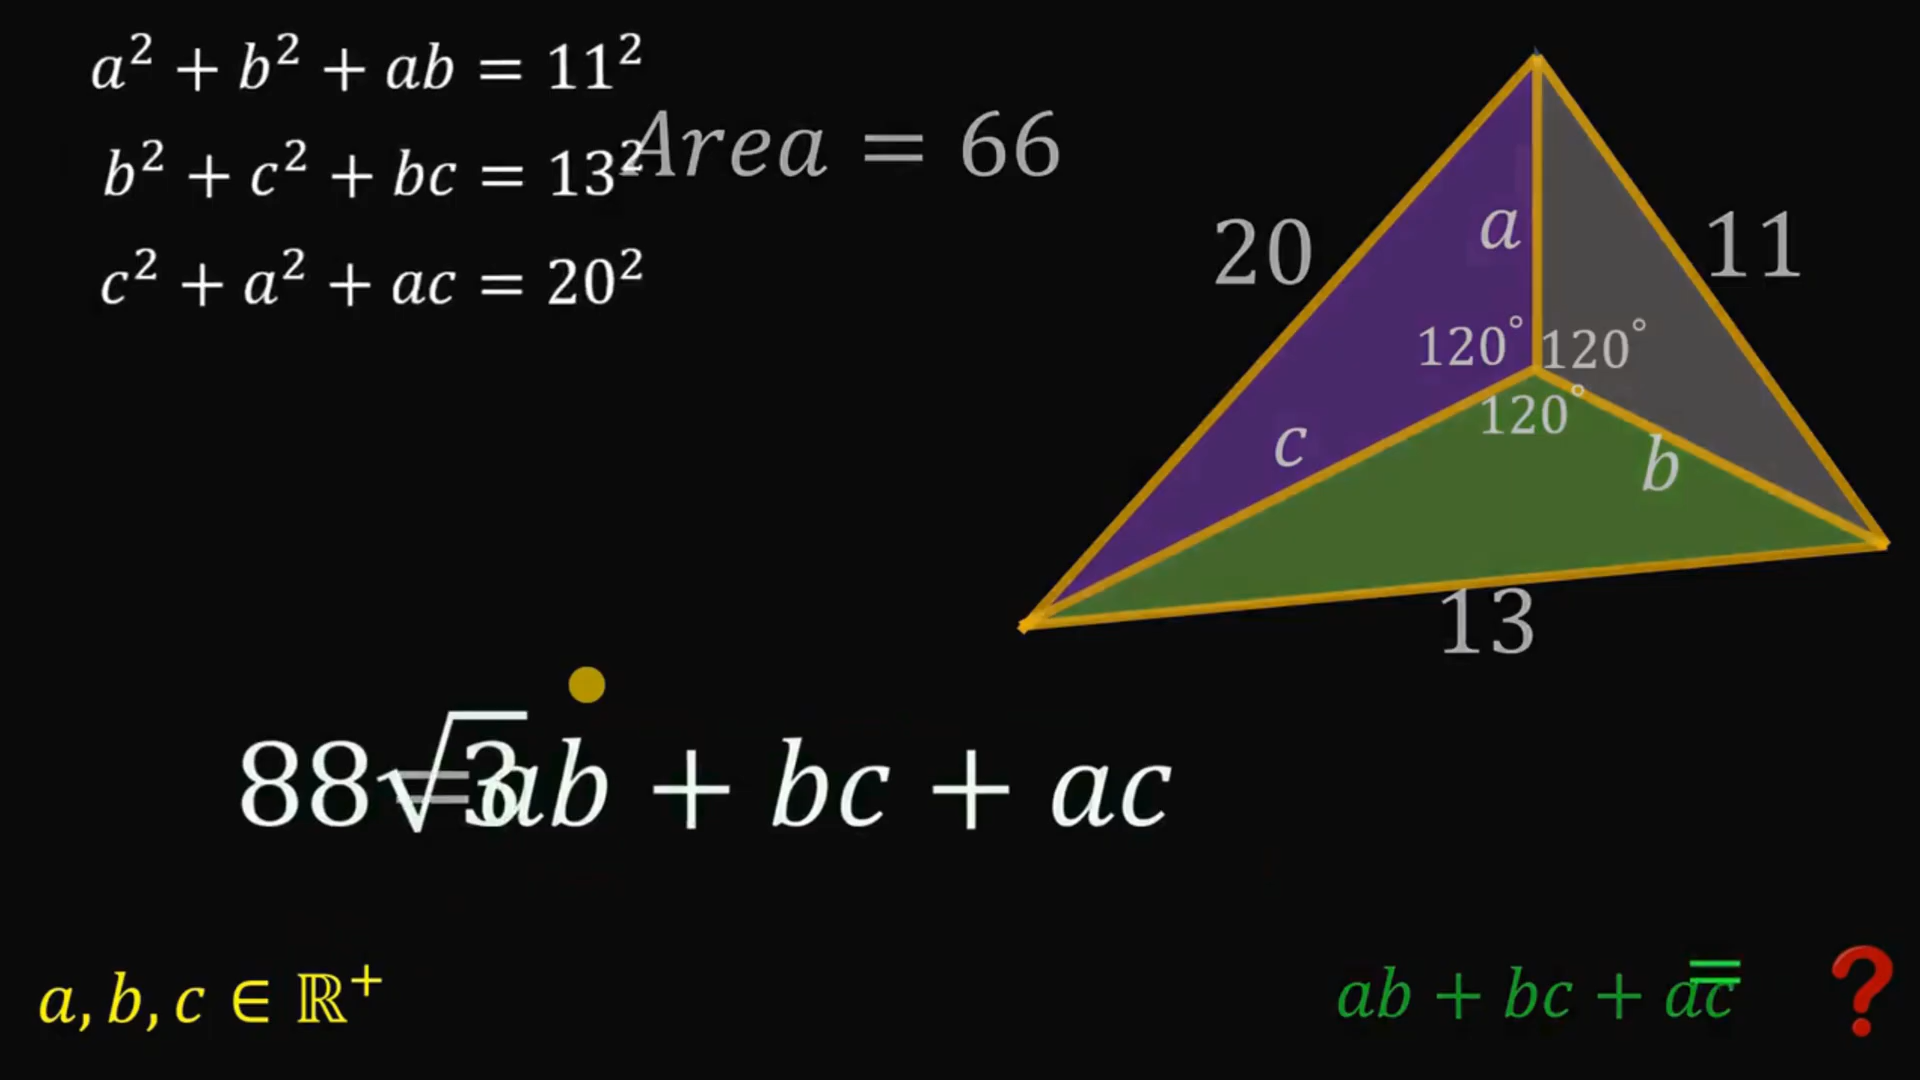 a² + b² + ab = 11²
Area = 66
b² + c² + bc = 13²
c² + a² + ac = 20²
20
a
11
120°
120°
120°
c
b
13
88√3 = ab + bc + ac
a, b, c ∈ ℝ⁺
ab + bc + ac = ❓